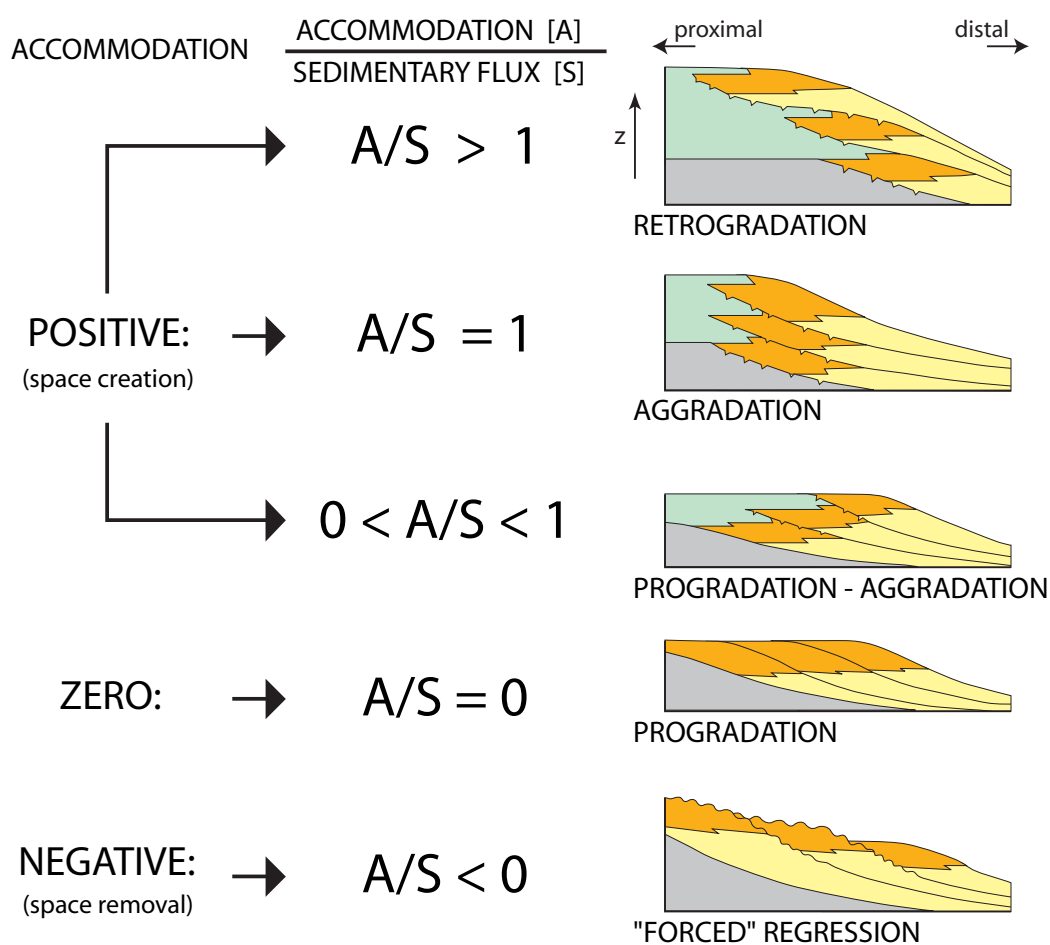 ACCOMMODATION
ACCOMMODATION [A]
SEDIMENTARY FLUX [S]
proximal
distal
z
A/S > 1
RETROGRADATION
POSITIVE:
(space creation)
A/S = 1
AGGRADATION
0 < A/S < 1
PROGRADATION - AGGRADATION
ZERO:
A/S = 0
PROGRADATION
NEGATIVE:
(space removal)
A/S < 0
"FORCED" REGRESSION